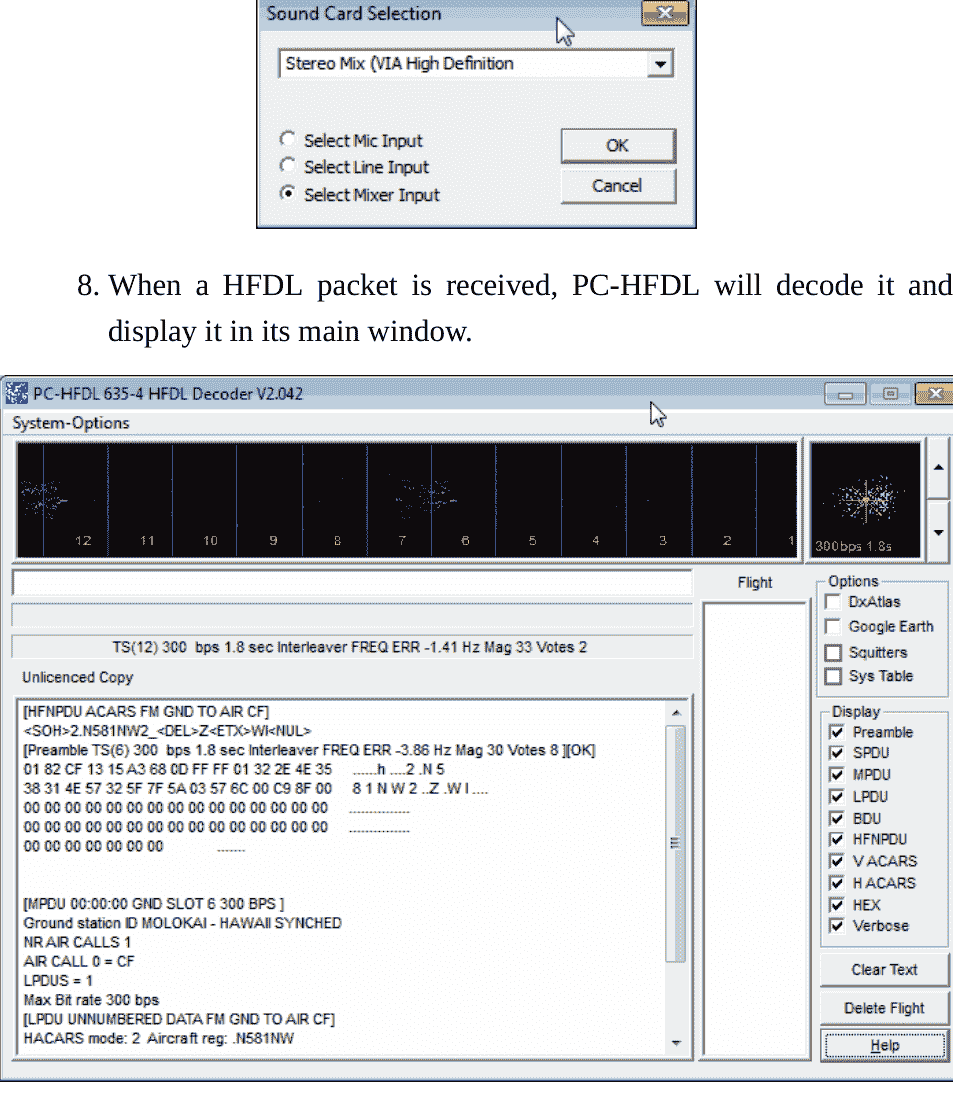 Sound Card Selection
Stereo Mix (VIA High Definition
Select Mic Input
Select Line Input
Select Mixer Input
OK
Cancel
8. When a HFDL packet is received, PC-HFDL will decode it and
display it in its main window.
PC-HFDL 635-4 HFDL Decoder V2.042
System-Options
12 11 10 9 8 7 6 5 4 3 2 1
300bps 1.8s
TS(12) 300 bps 1.8 sec Interleaver FREQ ERR -1.41 Hz Mag 33 Votes 2
Unlicenced Copy
[HFNPDU ACARS FM GND TO AIR CF]
<SOH>2.N581NW2_<DEL>Z<ETX>WI<NUL>
[Preamble TS(6) 300 bps 1.8 sec Interleaver FREQ ERR -3.86 Hz Mag 30 Votes 8 ][OK]
01 82 CF 13 15 A3 68 0D FF FF 01 32 2E 4E 35 ......h ....2 .N 5
38 31 4E 57 32 5F 7F 5A 03 57 6C 00 C9 8F 00 8 1 N W 2 ..Z .W l ....
00 00 00 00 00 00 00 00 00 00 00 00 00 00 00 ...............
00 00 00 00 00 00 00 00 00 00 00 00 00 00 00 ...............
00 00 00 00 00 00 00 .......
[MPDU 00:00:00 GND SLOT 6 300 BPS ]
Ground station ID MOLOKAI - HAWAII SYNCHED
NR AIR CALLS 1
AIR CALL 0 = CF
LPDUS = 1
Max Bit rate 300 bps
[LPDU UNNUMBERED DATA FM GND TO AIR CF]
HACARS mode: 2 Aircraft reg: .N581NW
Flight
Options
DxAtlas
Google Earth
Squitters
Sys Table
Display
Preamble
SPDU
MPDU
LPDU
BDU
HFNPDU
V ACARS
H ACARS
HEX
Verbose
Clear Text
Delete Flight
Help